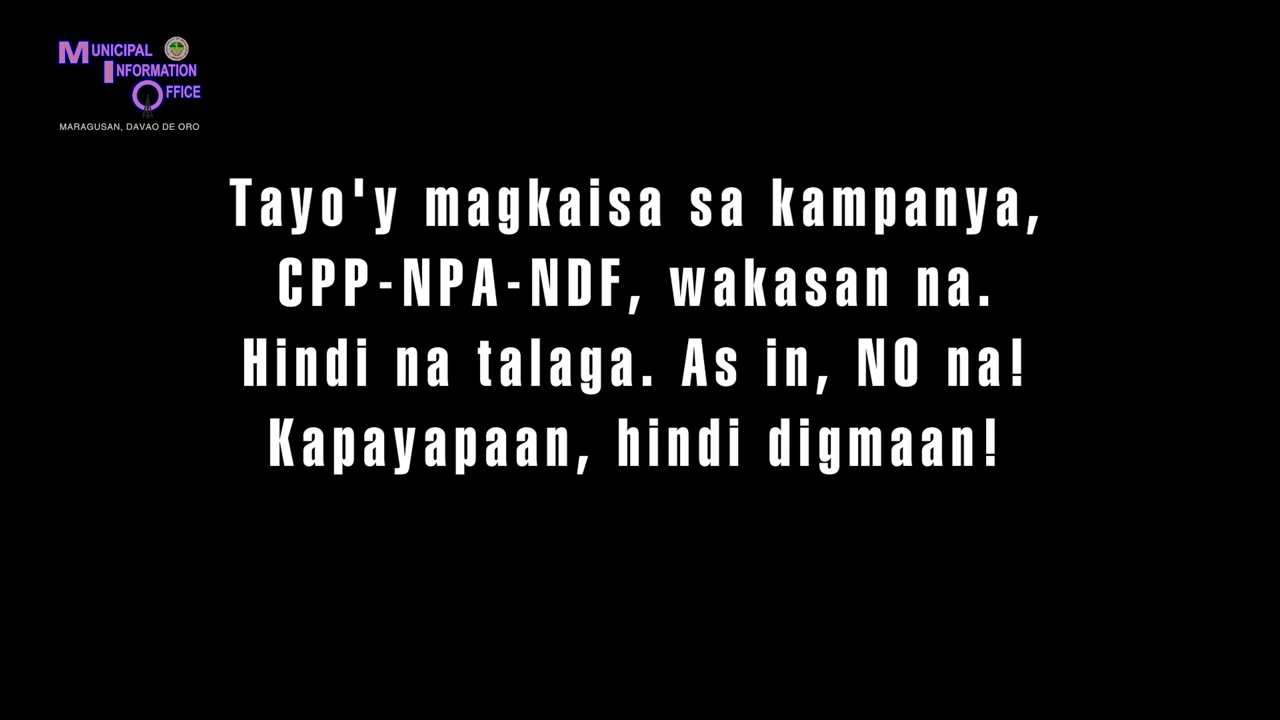 MUNICIPAL
INFORMATION
OFFICE
MARAGUSAN, DAVAO DE ORO
Tayo'y magkaisa sa kampanya,
CPP-NPA-NDF, wakasan na.
Hindi na talaga. As in, NO na!
Kapayapaan, hindi digmaan!